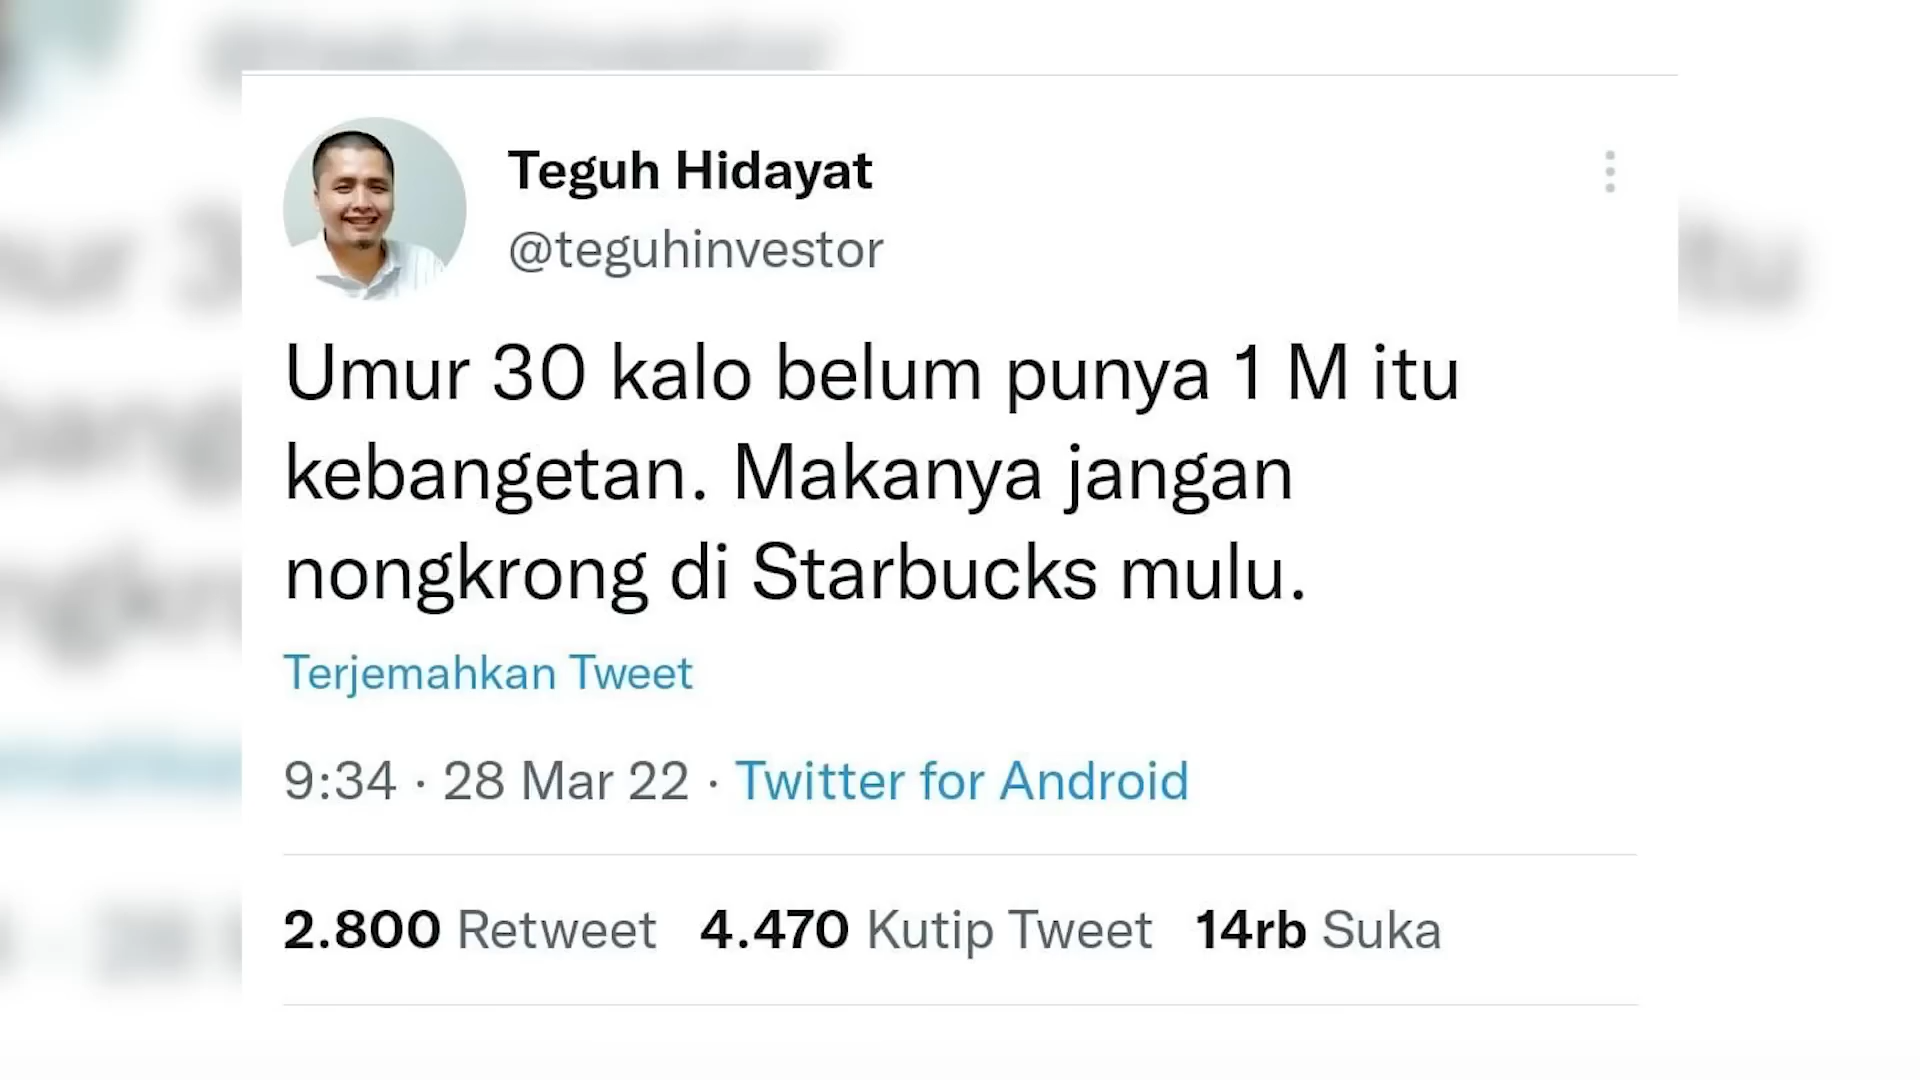 Teguh Hidayat
@teguhinvestor
Umur 30 kalo belum punya 1 M itu
kebangetan. Makanya jangan
nongkrong di Starbucks mulu.
Terjemahkan Tweet
9:34 · 28 Mar 22 · Twitter for Android
2.800 Retweet 4.470 Kutip Tweet 14rb Suka